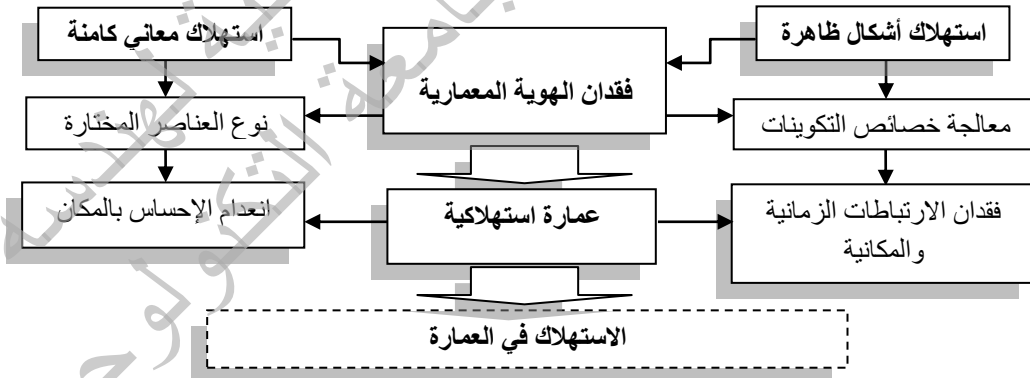 استهلاك أشكال ظاهرة
استهلاك معاني كامنة
فقدان الهوية المعمارية
معالجة خصائص التكوينات
نوع العناصر المختارة
فقدان الارتباطات الزمانية
والمكانية
عمارة استهلاكية
انعدام الإحساس بالمكان
الاستهلاك في العمارة